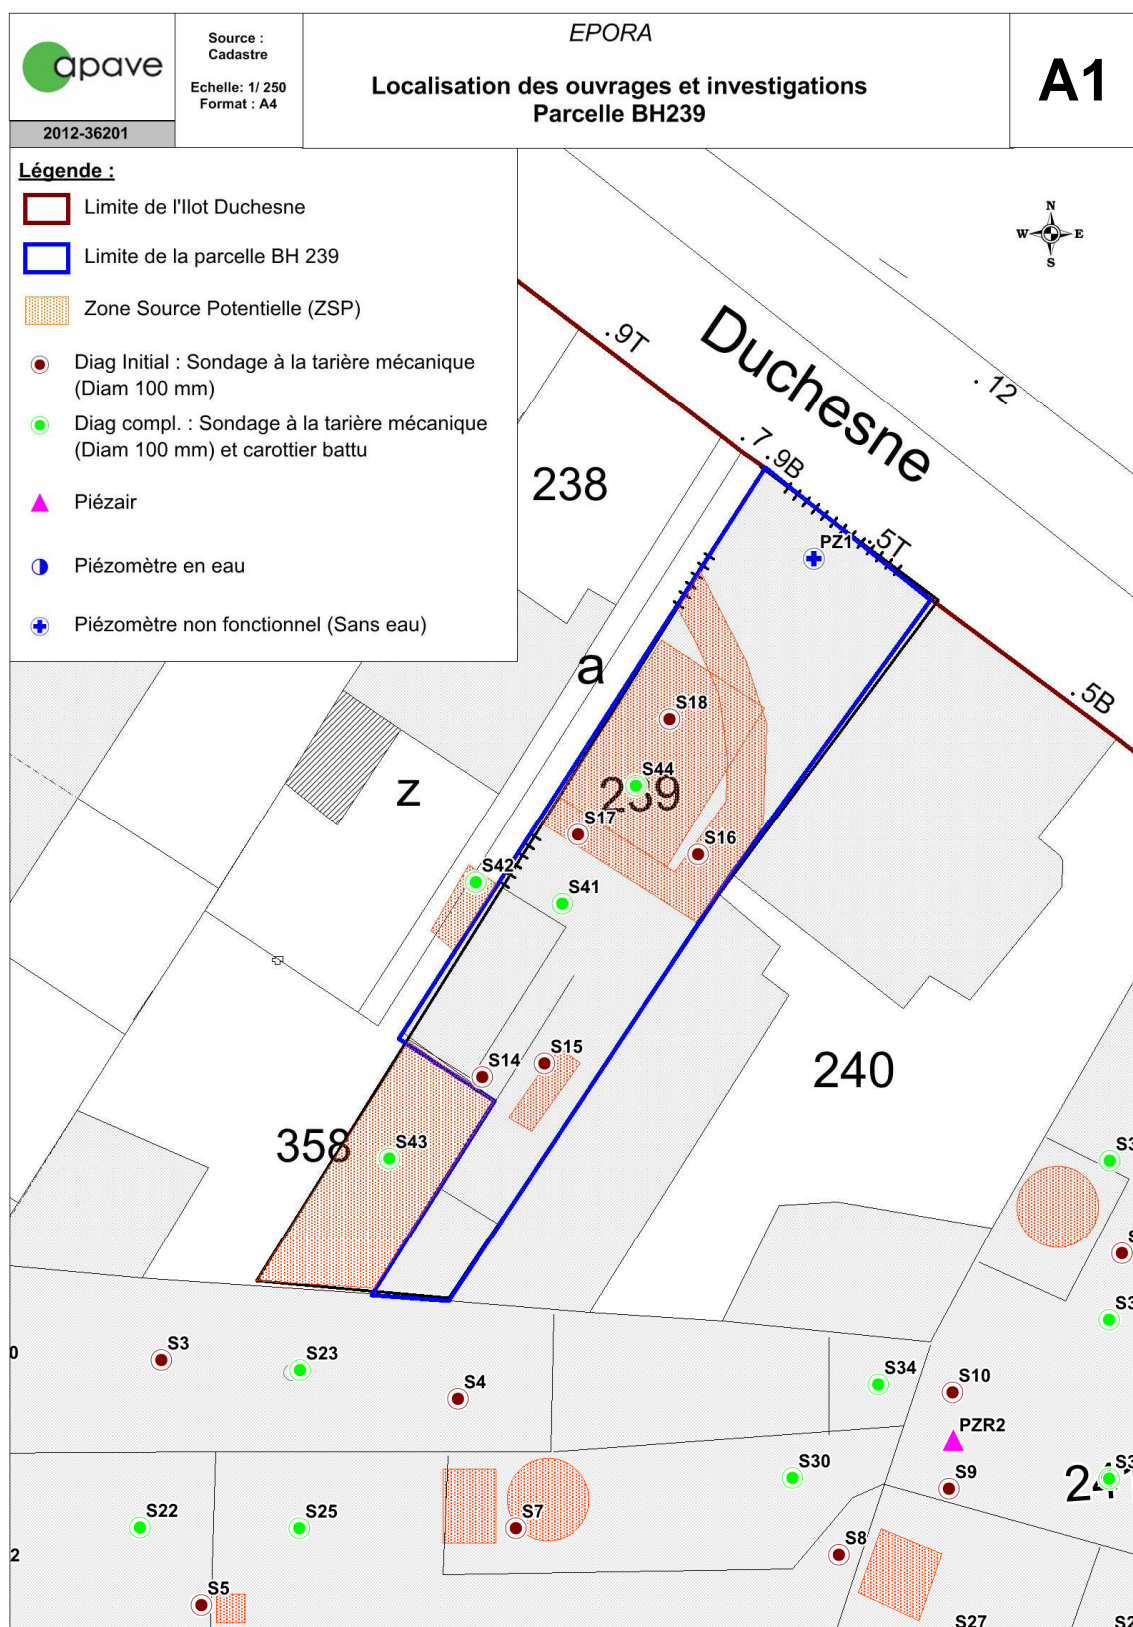 apave
2012-36201
Source :
Cadastre
Echelle: 1/ 250
Format : A4
EPORA
Localisation des ouvrages et investigations
Parcelle BH239
A1
Légende :
Limite de l'Ilot Duchesne
Limite de la parcelle BH 239
Zone Source Potentielle (ZSP)
Diag Initial : Sondage à la tarière mécanique
(Diam 100 mm)
Diag compl. : Sondage à la tarière mécanique
(Diam 100 mm) et carottier battu
Piézair
Piézomètre en eau
Piézomètre non fonctionnel (Sans eau)
N
W E
S
.9T
Duchesne
. 12
. 7
.9B
238
PZ1
.5T
a
.5B
S18
z
S44
239
S17
S16
S42
S41
S15
S14
240
358
S43
S3
S23
S4
S34
S10
PZR2
S30
S9
S22
S25
S7
S8
S5
S27
0
2